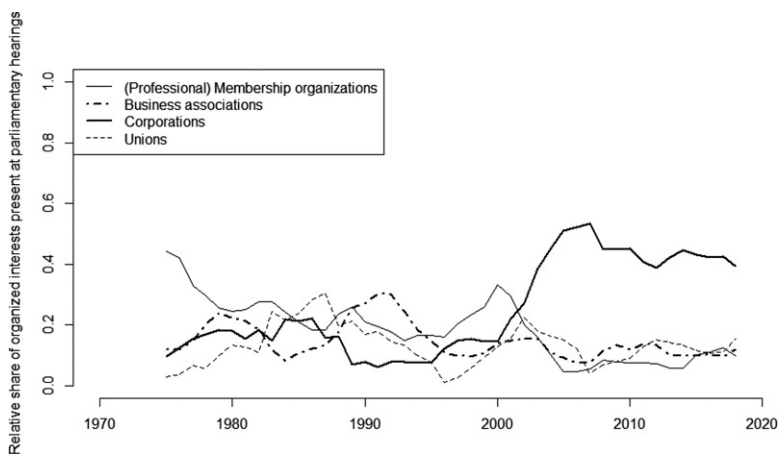 Relative share of organized interests present at parliamentary hearings
1.0
0.8
0.6
0.4
0.2
0.0
(Professional) Membership organizations
Business associations
Corporations
Unions
1970 1980 1990 2000 2010 2020